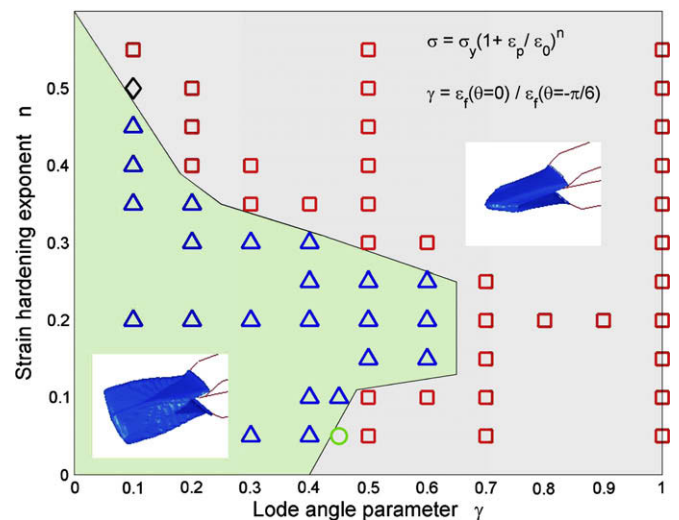 σ = σy(1+ εp/ ε0)^n
γ = εf(θ=0) / εf(θ=-π/6)
Strain hardening exponent n
0.5
0.4
0.3
0.2
0.1
0
0 0.1 0.2 0.3 0.4 0.5 0.6 0.7 0.8 0.9 1
Lode angle parameter γ